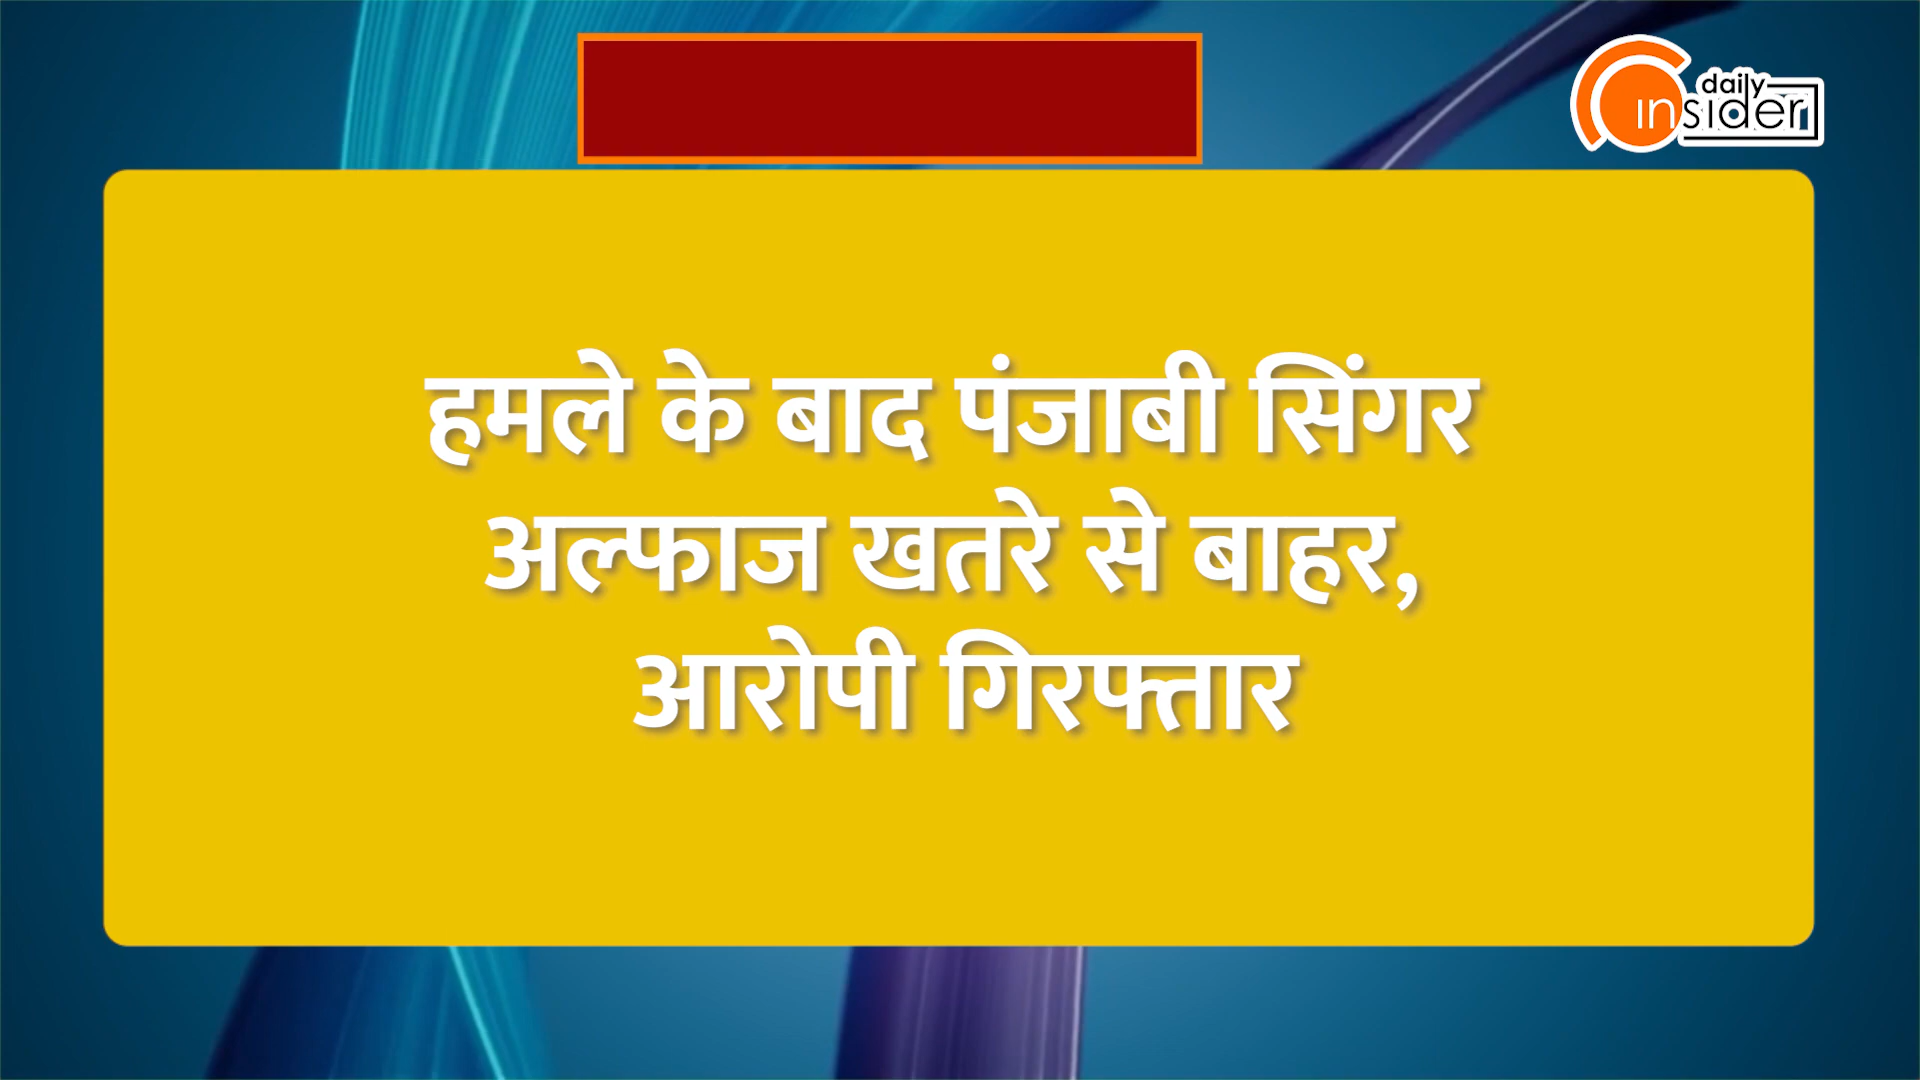 daily
insider
हमले के बाद पंजाबी सिंगर
अल्फाज खतरे से बाहर,
आरोपी गिरफ्तार